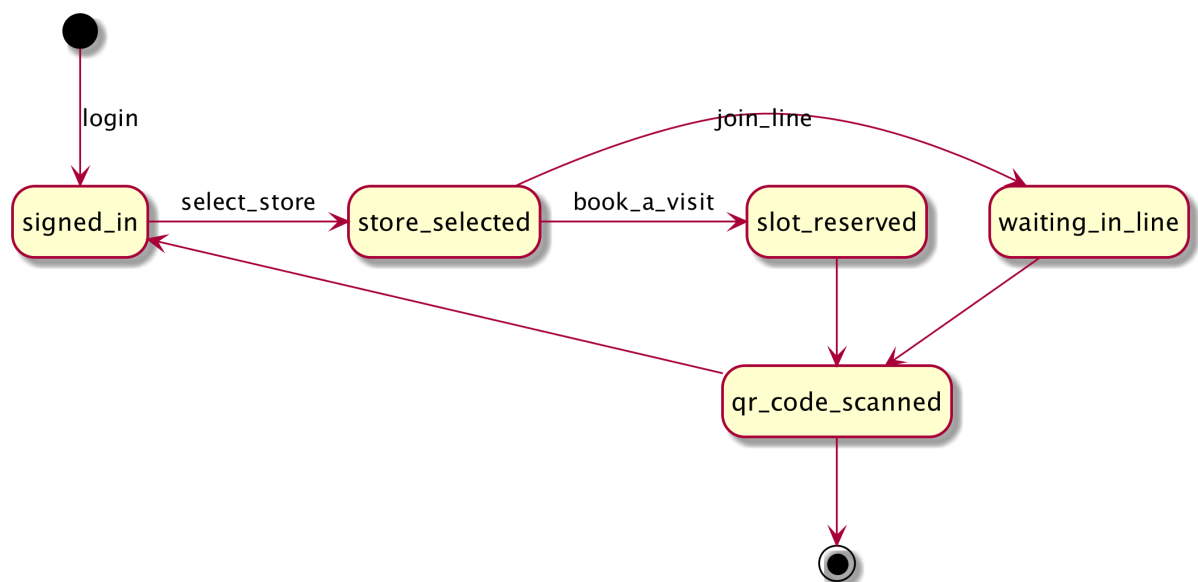 login
join_line
select_store
book_a_visit
signed_in
store_selected
slot_reserved
waiting_in_line
qr_code_scanned